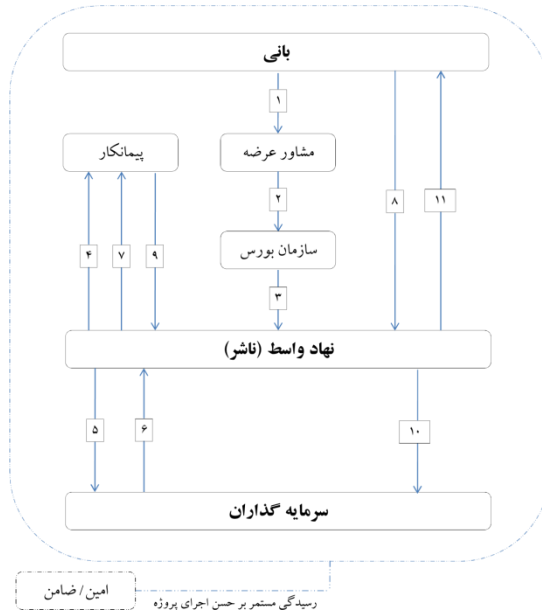 بانی
۱
پیمانکار
مشاور عرضه
۲
۸
۱۱
۴
۷
۹
سازمان بورس
۳
نهاد واسط (ناشر)
۵
۶
۱۰
سرمایه گذاران
امین/ ضامن
رسیدگی مستمر بر حسن اجرای پروژه